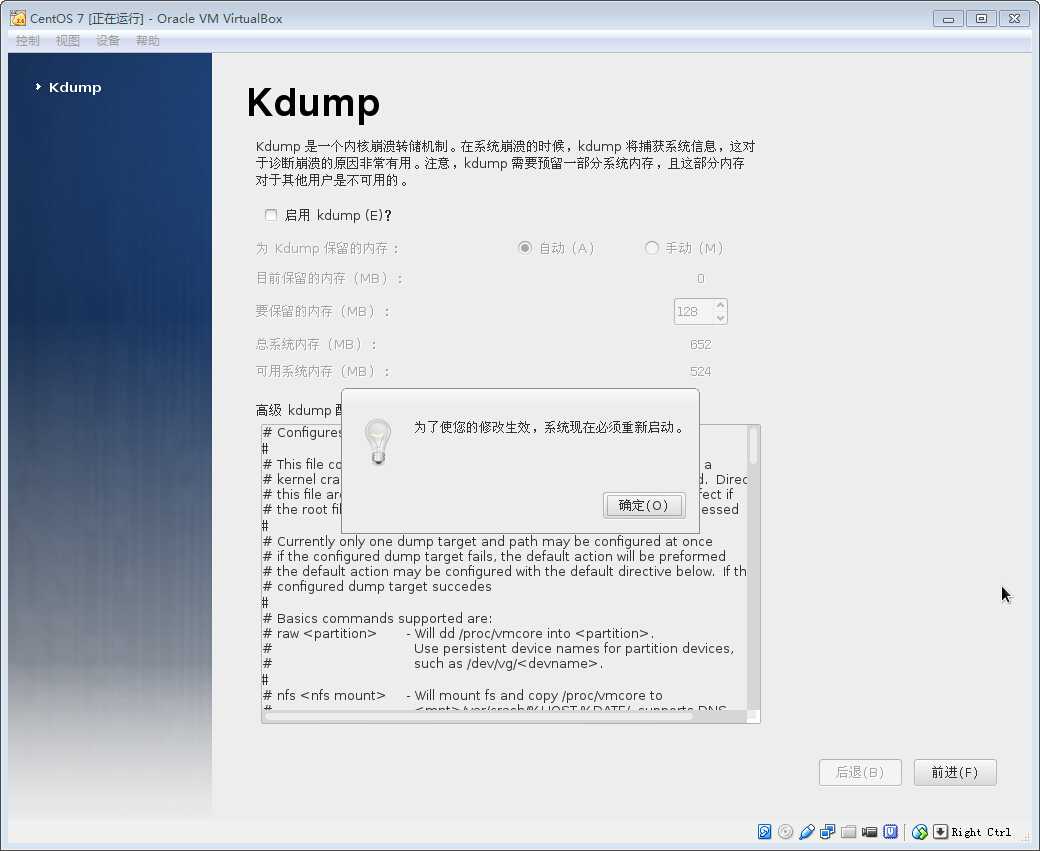 CentOS 7 [正在运行] - Oracle VM VirtualBox
控制 视图 设备 帮助
Kdump
Kdump
Kdump 是一个内核崩溃转储机制。在系统崩溃的时候，kdump 将捕获系统信息，这对
于诊断崩溃的原因非常有用。注意，kdump 需要预留一部分系统内存，且这部分内存
对于其他用户是不可用的。
启用 kdump (E)?
为 Kdump 保留的内存： 自动（A） 手动（M）
目前保留的内存（MB）： 0
要保留的内存（MB）： 128
总系统内存（MB）： 652
可用系统内存（MB）： 524
高级 kdump
为了使您的修改生效，系统现在必须重新启动。
确定(O)
# Configures
#
# This file co a
# kernel cra d. Direc
# this file are fect if
# the root fil essed
#
# Currently only one dump target and path may be configured at once
# if the configured dump target fails, the default action will be preformed
# the default action may be configured with the default directive below. If th
# configured dump target succedes
#
# Basics commands supported are:
# raw <partition> - Will dd /proc/vmcore into <partition>.
# Use persistent device names for partition devices,
# such as /dev/vg/<devname>.
#
# nfs <nfs mount> - Will mount fs and copy /proc/vmcore to
# <mnt>/var/crash/%HOST-%DATE/, supports DNS.
后退(B) 前进(F)
Right Ctrl